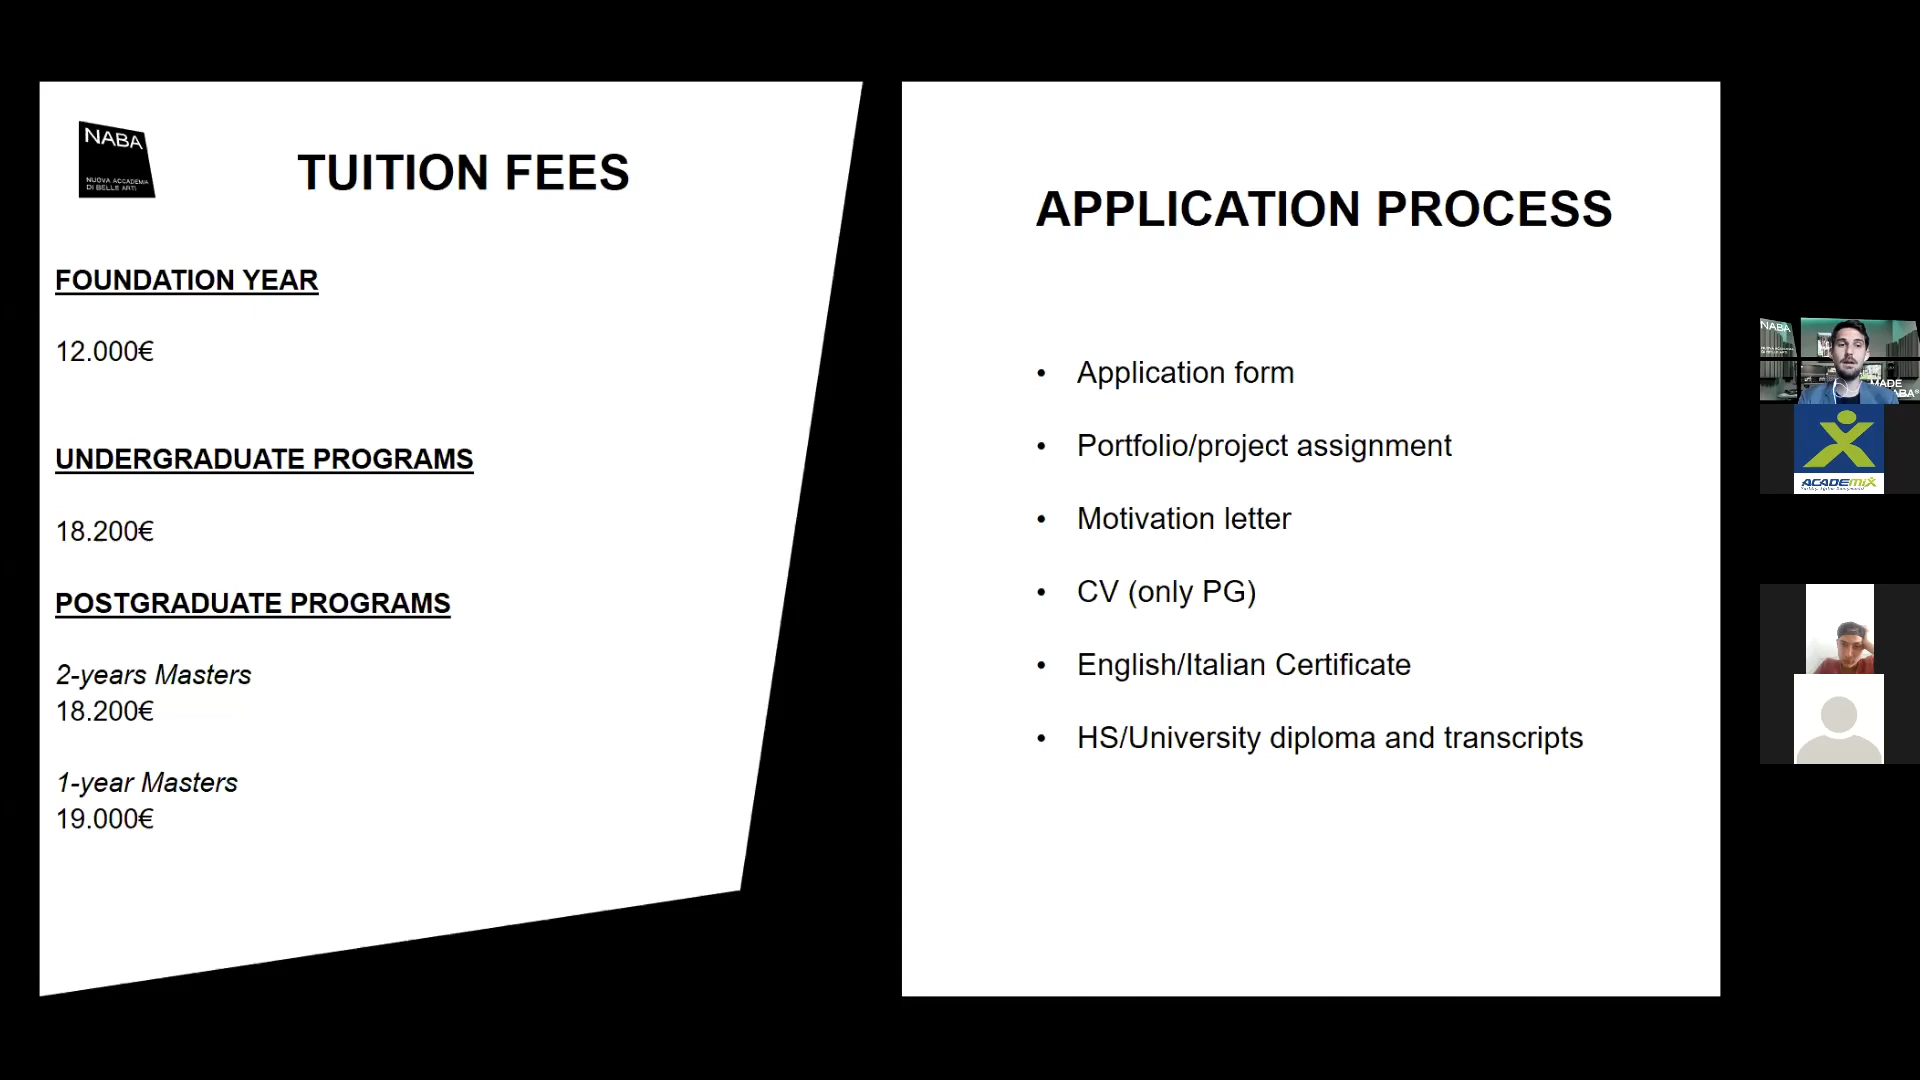 NABA
NUOVA ACCADEMIA
DI BELLE ARTI
TUITION FEES
FOUNDATION YEAR
12.000€
UNDERGRADUATE PROGRAMS
18.200€
POSTGRADUATE PROGRAMS
2-years Masters
18.200€
1-year Masters
19.000€
APPLICATION PROCESS
• Application form
• Portfolio/project assignment
• Motivation letter
• CV (only PG)
• English/Italian Certificate
• HS/University diploma and transcripts
NABA
MADE
ACADEMIX